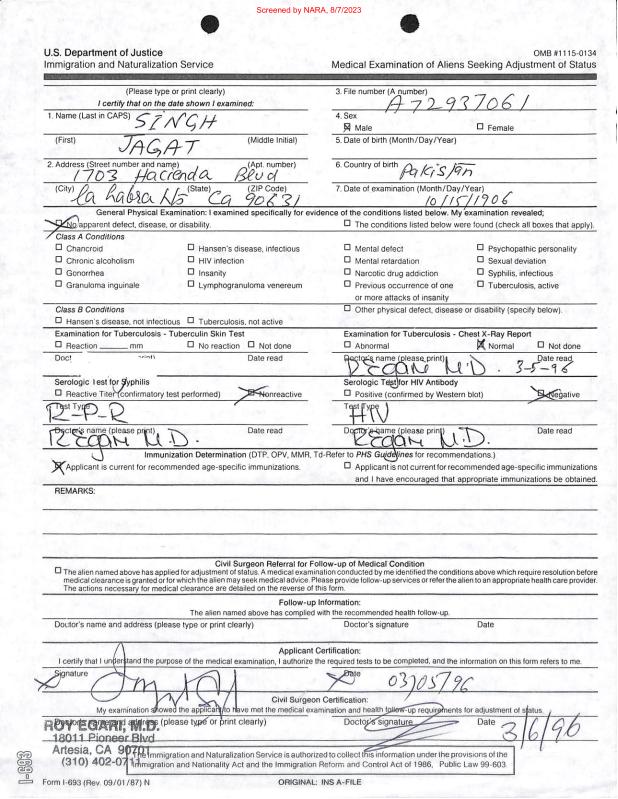 Screened by NARA, 8/7/2023
U.S. Department of Justice
Immigration and Naturalization Service
OMB #1115-0134
Medical Examination of Aliens Seeking Adjustment of Status
(Please type or print clearly)
I certify that on the date shown I examined:
3. File number (A number)
A72937061
1. Name (Last in CAPS) SINGH
4. Sex
☒ Male ☐ Female
(First) JAGAT (Middle Initial)
5. Date of birth (Month/Day/Year)
2. Address (Street number and name) (Apt. number)
1703 Hacienda Blvd
6. Country of birth Pakistan
(City) La Habra Hts (State) Ca (ZIP Code) 90631
7. Date of examination (Month/Day/Year)
10/15/1906
General Physical Examination: I examined specifically for evidence of the conditions listed below. My examination revealed;
☒ No apparent defect, disease, or disability. ☐ The conditions listed below were found (check all boxes that apply).
Class A Conditions
☐ Chancroid ☐ Hansen's disease, infectious ☐ Mental defect ☐ Psychopathic personality
☐ Chronic alcoholism ☐ HIV infection ☐ Mental retardation ☐ Sexual deviation
☐ Gonorrhea ☐ Insanity ☐ Narcotic drug addiction ☐ Syphilis, infectious
☐ Granuloma inguinale ☐ Lymphogranuloma venereum ☐ Previous occurrence of one ☐ Tuberculosis, active
or more attacks of insanity
Class B Conditions
☐ Other physical defect, disease or disability (specify below).
☐ Hansen's disease, not infectious ☐ Tuberculosis, not active
Examination for Tuberculosis - Tuberculin Skin Test
Examination for Tuberculosis - Chest X-Ray Report
☐ Reaction ______ mm ☐ No reaction ☐ Not done
☐ Abnormal ☒ Normal ☐ Not done
Doct print) Date read
Doctor's name (please print) Date read
M.D. 3-5-96
Serologic Test for Syphilis
Serologic Test for HIV Antibody
☐ Reactive Titer (confirmatory test performed) ☒ Nonreactive
☐ Positive (confirmed by Western blot) ☒ Negative
Test Type
R-P-R
Test Type
HIV
Doctor's name (please print) Date read
M.D.
Doctor's name (please print) Date read
M.D.
Immunization Determination (DTP, OPV, MMR, Td-Refer to PHS Guidelines for recommendations.)
☒ Applicant is current for recommended age-specific immunizations.
☐ Applicant is not current for recommended age-specific immunizations
and I have encouraged that appropriate immunizations be obtained.
REMARKS:
Civil Surgeon Referral for Follow-up of Medical Condition
☐ The alien named above has applied for adjustment of status. A medical examination conducted by me identified the conditions above which require resolution before
medical clearance is granted or for which the alien may seek medical advice. Please provide follow-up services or refer the alien to an appropriate health care provider.
The actions necessary for medical clearance are detailed on the reverse of this form.
Follow-up Information:
The alien named above has complied with the recommended health follow-up.
Doctor's name and address (please type or print clearly) Doctor's signature Date
Applicant Certification:
I certify that I understand the purpose of the medical examination, I authorize the required tests to be completed, and the information on this form refers to me.
Signature Date
03/05/96
Civil Surgeon Certification:
My examination showed the applicant to have met the medical examination and health follow-up requirements for adjustment of status.
Doctor's name and address (please type or print clearly) Doctor's signature Date
3/6/96
ROY EGARI, M.D.
18011 Pioneer Blvd
Artesia, CA 90701
(310) 402-0711
The Immigration and Naturalization Service is authorized to collect this information under the provisions of the
Immigration and Nationality Act and the Immigration Reform and Control Act of 1986, Public Law 99-603.
I-693
Form I-693 (Rev. 09/01/87) N
ORIGINAL: INS A-FILE